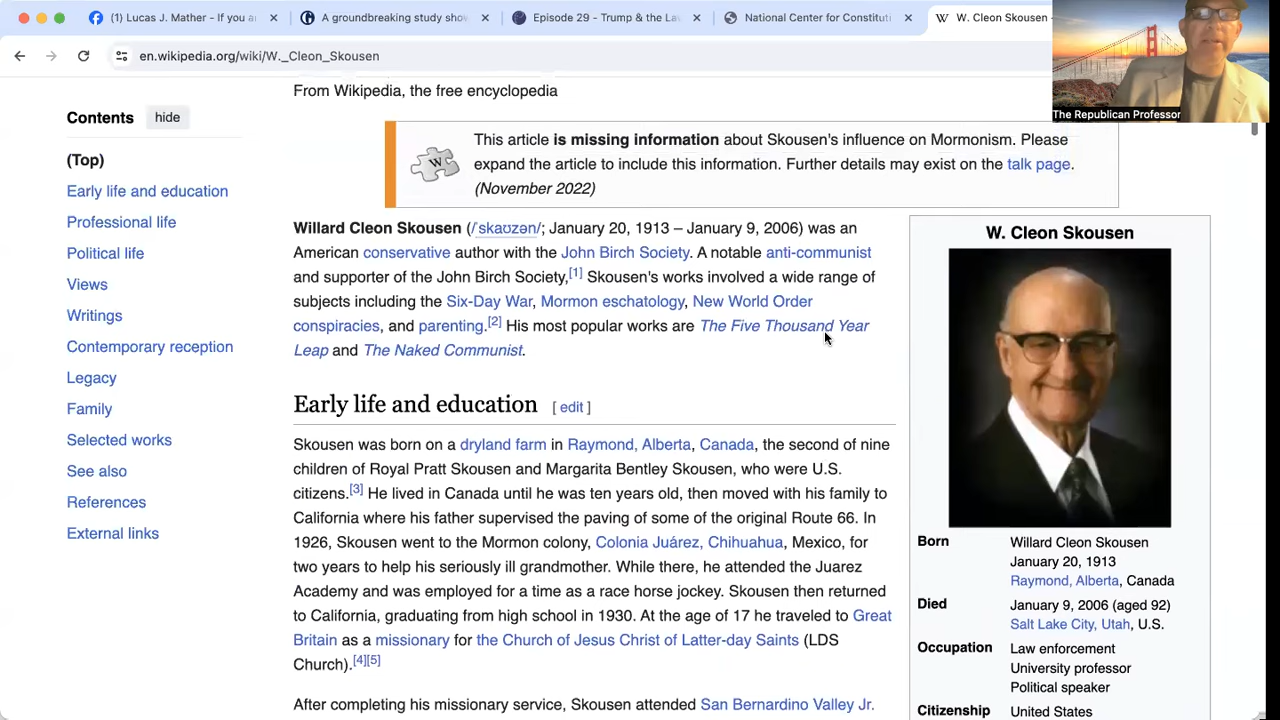 (1) Lucas J. Mather - If you a
A groundbreaking study sho
Episode 29 - Trump & the La
National Center for Constituti
W. Cleon Skousen -
en.wikipedia.org/wiki/W._Cleon_Skousen
The Republican Professor
Contents hide
(Top)
Early life and education
Professional life
Political life
Views
Writings
Contemporary reception
Legacy
Family
Selected works
See also
References
External links
From Wikipedia, the free encyclopedia
W
This article is missing information about Skousen's influence on Mormonism. Please
expand the article to include this information. Further details may exist on the talk page.
(November 2022)
Willard Cleon Skousen (/ˈskaʊzən/; January 20, 1913 – January 9, 2006) was an
American conservative author with the John Birch Society. A notable anti-communist
and supporter of the John Birch Society,[1] Skousen's works involved a wide range of
subjects including the Six-Day War, Mormon eschatology, New World Order
conspiracies, and parenting.[2] His most popular works are The Five Thousand Year
Leap and The Naked Communist.
Early life and education [ edit ]
Skousen was born on a dryland farm in Raymond, Alberta, Canada, the second of nine
children of Royal Pratt Skousen and Margarita Bentley Skousen, who were U.S.
citizens.[3] He lived in Canada until he was ten years old, then moved with his family to
California where his father supervised the paving of some of the original Route 66. In
1926, Skousen went to the Mormon colony, Colonia Juárez, Chihuahua, Mexico, for
two years to help his seriously ill grandmother. While there, he attended the Juarez
Academy and was employed for a time as a race horse jockey. Skousen then returned
to California, graduating from high school in 1930. At the age of 17 he traveled to Great
Britain as a missionary for the Church of Jesus Christ of Latter-day Saints (LDS
Church).[4][5]
After completing his missionary service, Skousen attended San Bernardino Valley Jr.
W. Cleon Skousen
Born Willard Cleon Skousen
January 20, 1913
Raymond, Alberta, Canada
Died January 9, 2006 (aged 92)
Salt Lake City, Utah, U.S.
Occupation Law enforcement
University professor
Political speaker
Citizenship United States